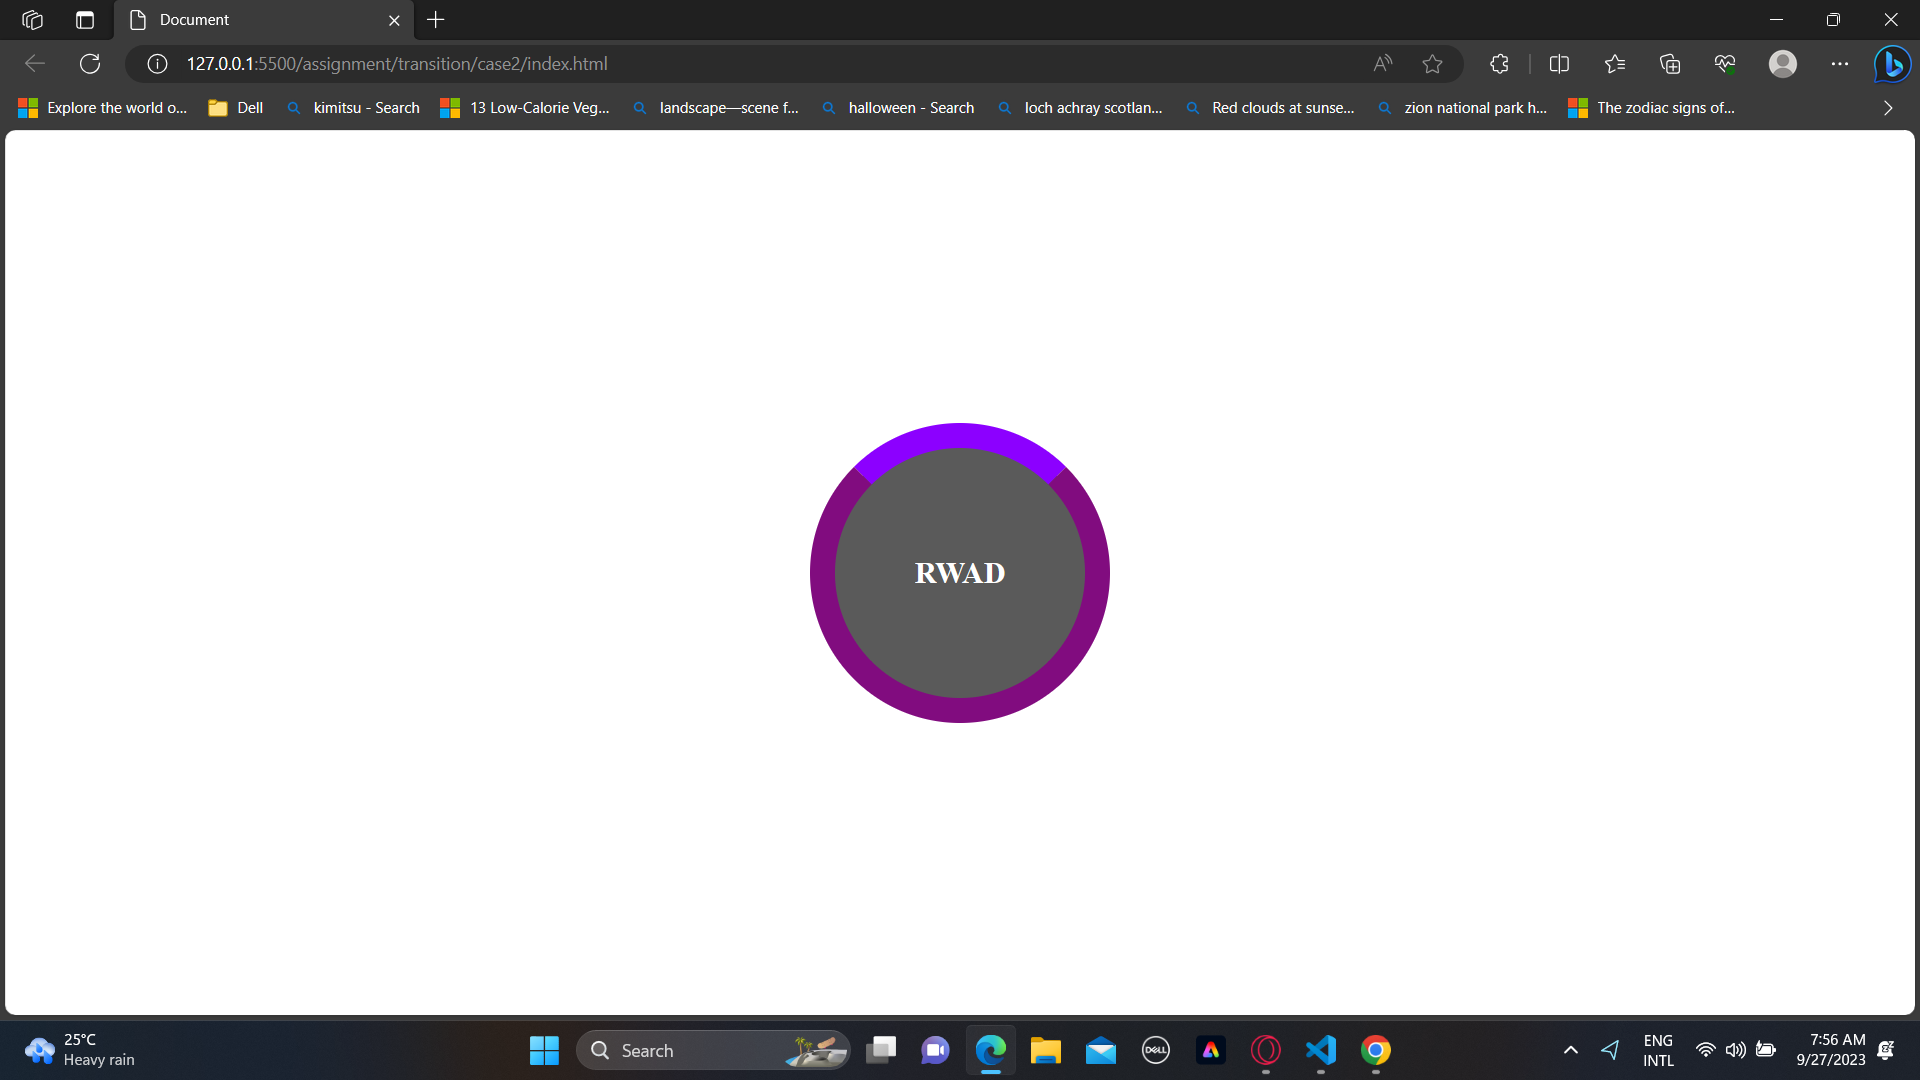 Document
127.0.0.1:5500/assignment/transition/case2/index.html
Explore the world o... Dell kimitsu - Search 13 Low-Calorie Veg... landscape—scene f... halloween - Search loch achray scotlan... Red clouds at sunse... zion national park h... The zodiac signs of...
RWAD
25°C
Heavy rain
Search
DELL
ENG
INTL
7:56 AM
9/27/2023